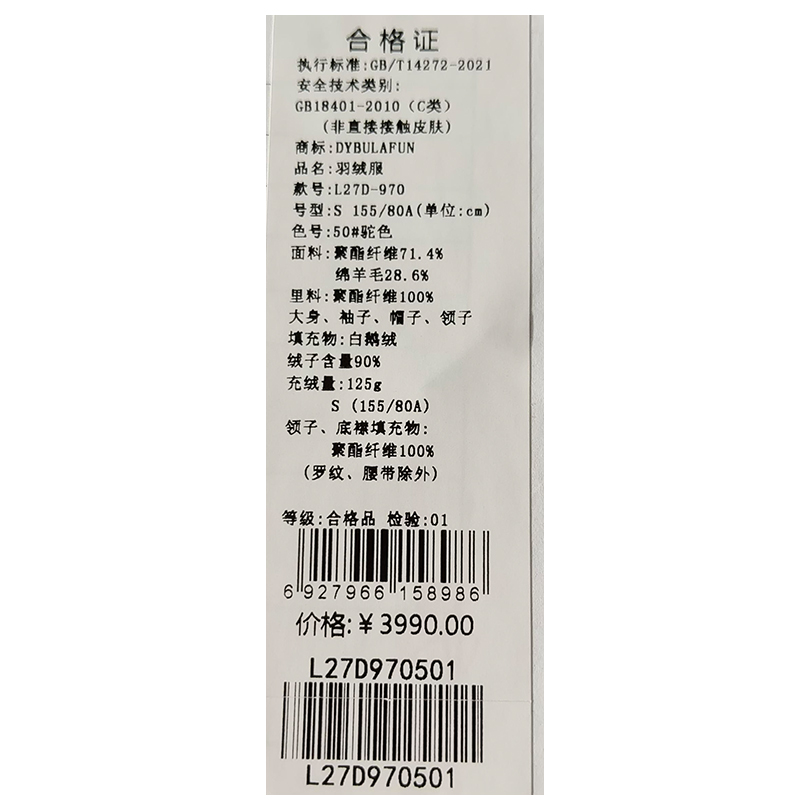 合格证
执行标准:GB/T14272-2021
安全技术类别:
GB18401-2010（C类）
(非直接接触皮肤)
商标:DYBULAFUN
品名:羽绒服
款号:L27D-970
号型:S 155/80A(单位:cm)
色号:50#驼色
面料:聚酯纤维71.4%
绵羊毛28.6%
里料:聚酯纤维100%
大身、袖子、帽子、领子
填充物:白鹅绒
绒子含量90%
充绒量:125g
S (155/80A)
领子、底襟填充物:
聚酯纤维100%
(罗纹、腰带除外)
等级:合格品 检验:01
6 927966 158986
价格:￥3990.00
L27D970501
L27D970501